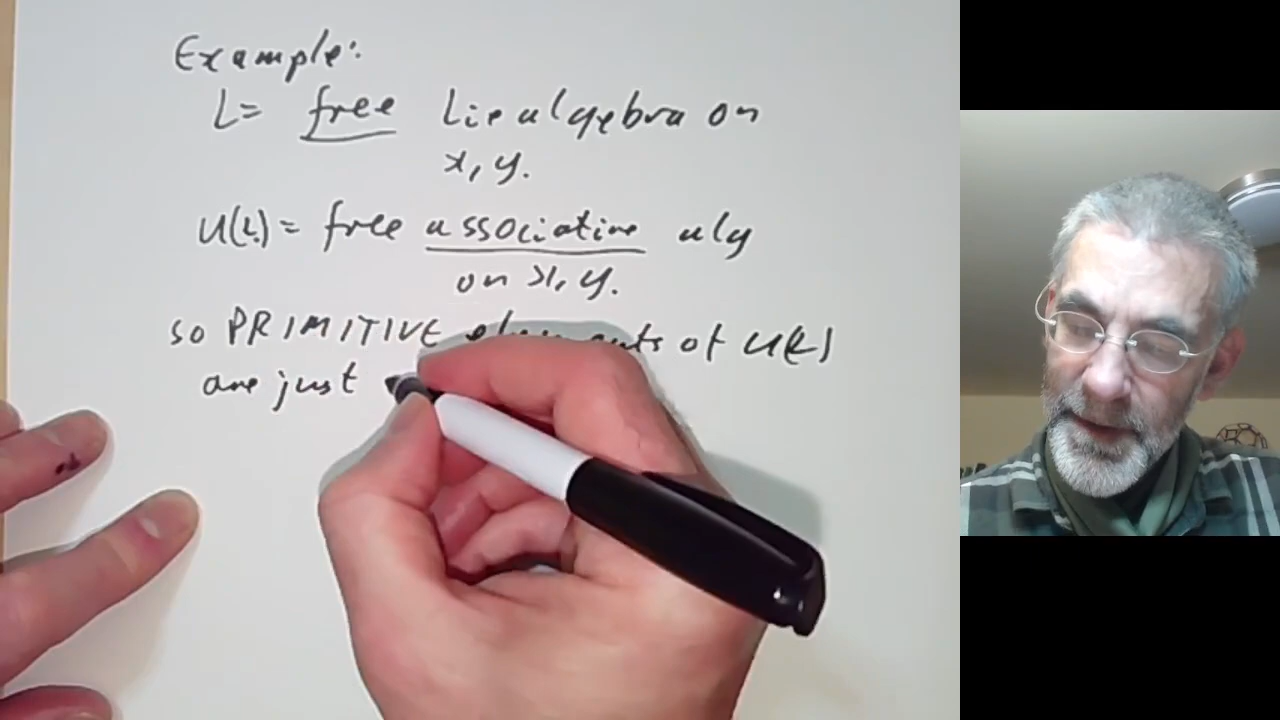 Example:
L= free Lie algebra on
x, y.
U(L) = free associative alg
on x, y.
so PRIMITIVE elements of U(L)
are just